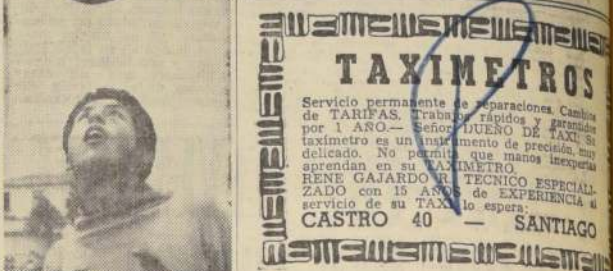 TAXIMETROS
Servicio permanente de reparaciones. Cambios
de TARIFAS. Trabajos rápidos y garantidos
por 1 AÑO.— Señor DUEÑO DE TAXI: Su
taxímetro es un instrumento de precisión, muy
delicado. No permita que manos inexpertas
aprendan en su TAXIMETRO.
RENE GAJARDO R. TECNICO ESPECIALI-
ZADO con 15 AÑOS de EXPERIENCIA al
servicio de su TAXI lo espera:
CASTRO 40 — SANTIAGO